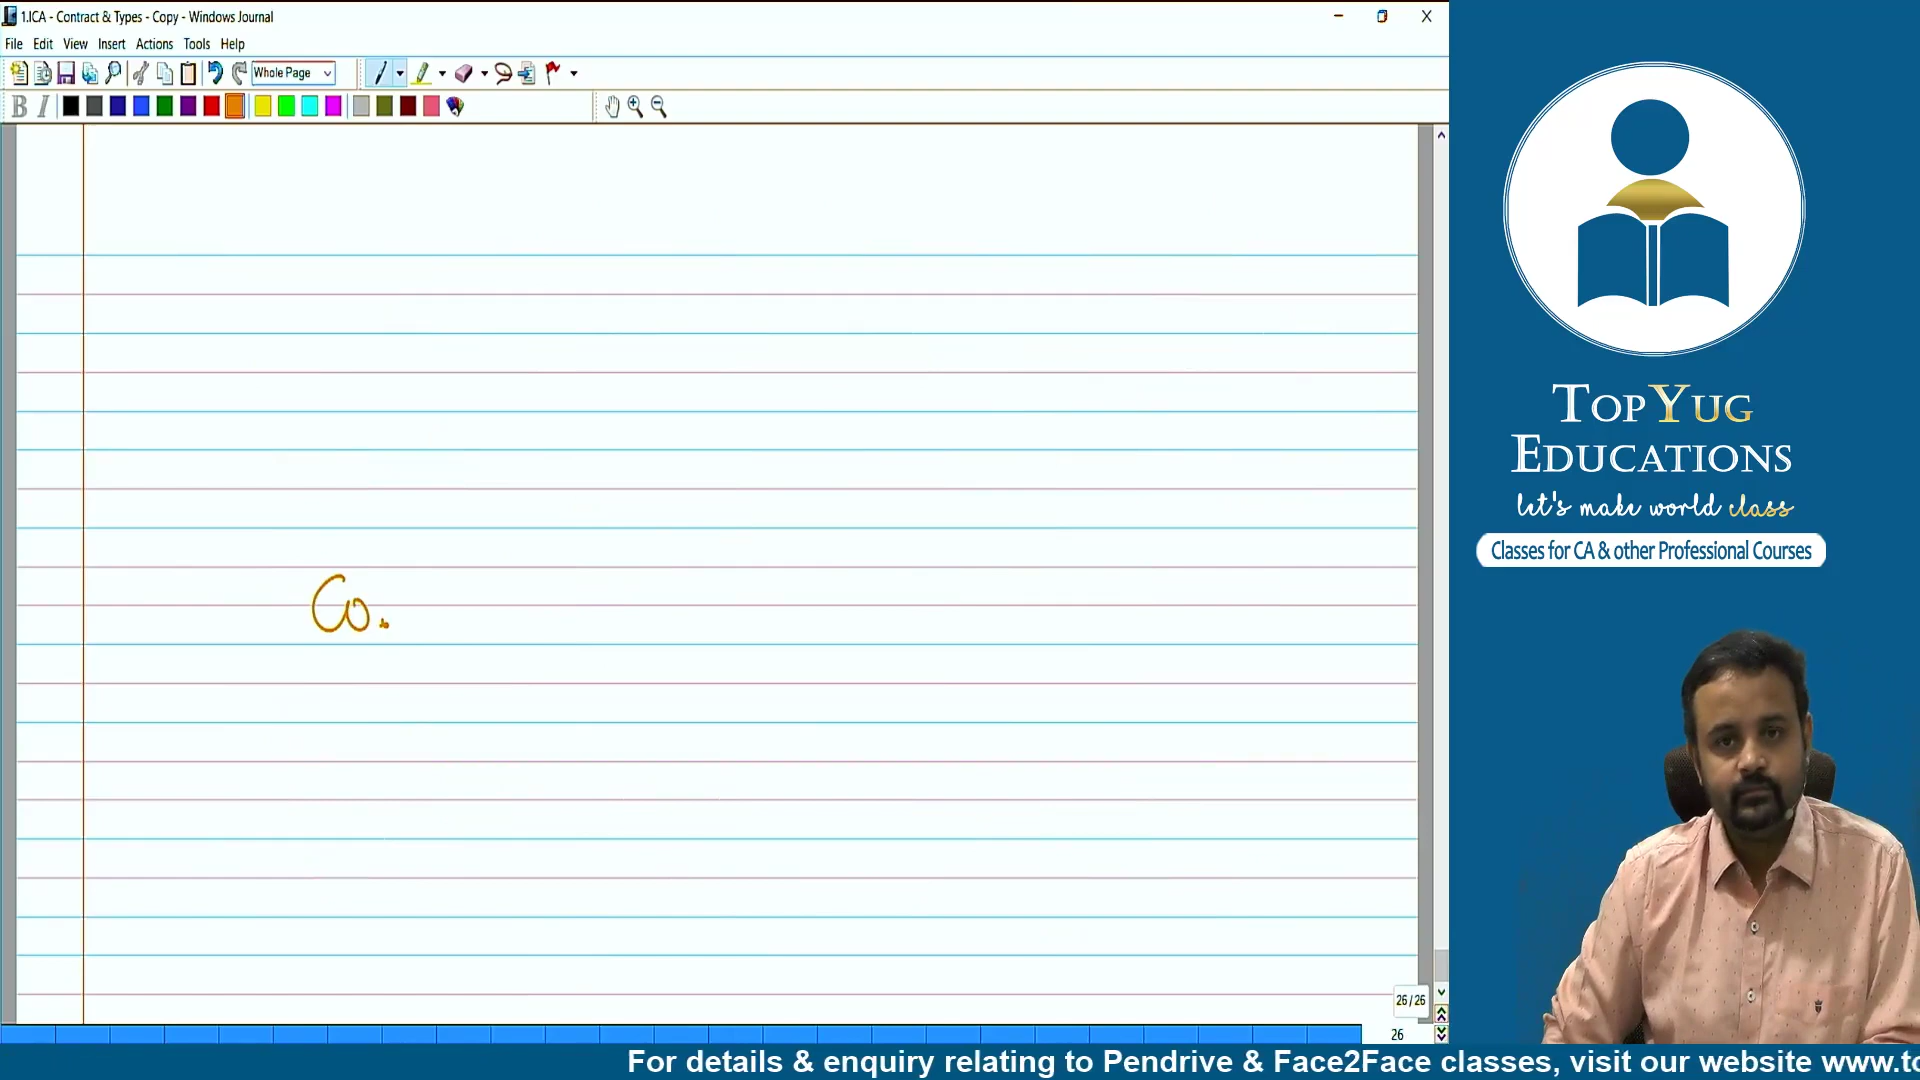 1.ICA - Contract & Types - Copy - Windows Journal
File Edit View Insert Actions Tools Help
Whole Page
B I
Co.
26 / 26
26
TopYug
Educations
let's make world class
Classes for CA & other Professional Courses
For details & enquiry relating to Pendrive & Face2Face classes, visit our website www.to